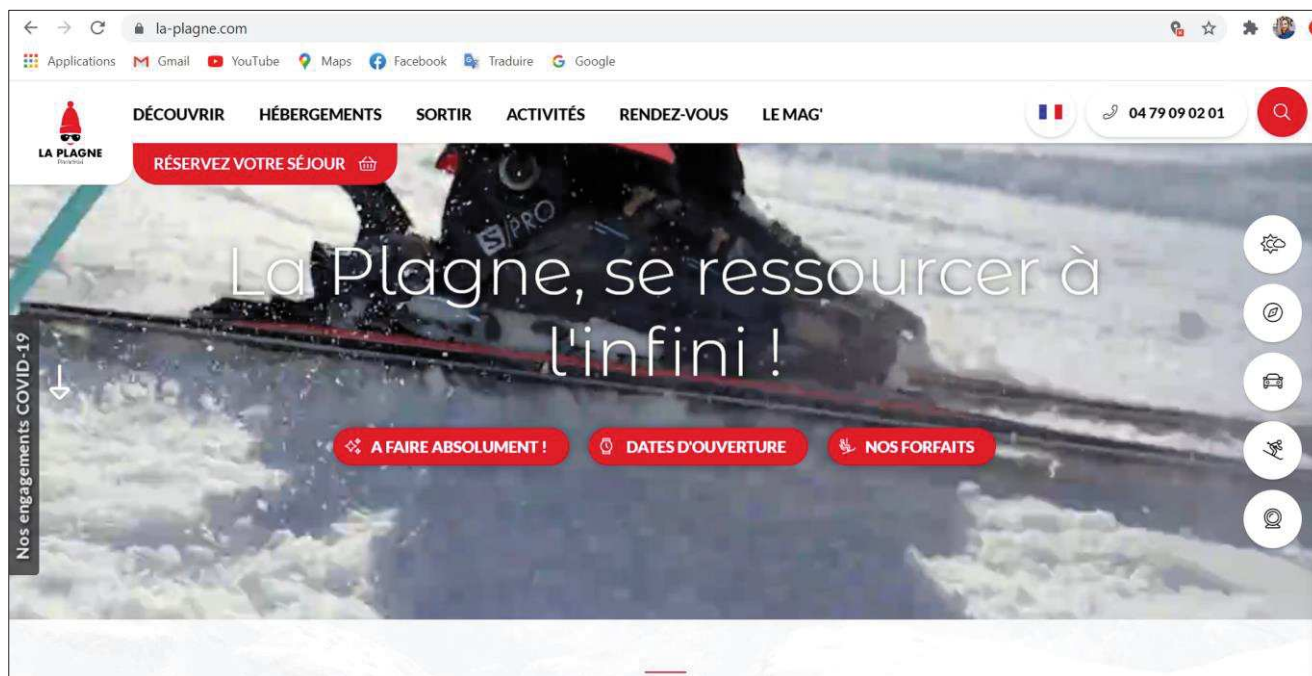 la-plagne.com
Applications Gmail YouTube Maps Facebook Traduire Google
DÉCOUVRIR HÉBERGEMENTS SORTIR ACTIVITÉS RENDEZ-VOUS LE MAG' 04 79 09 02 01
LA PLAGNE
RÉSERVEZ VOTRE SÉJOUR
S/PRO
La Plagne, se ressourcer à
l'infini !
A FAIRE ABSOLUMENT ! DATES D'OUVERTURE NOS FORFAITS
Nos engagements COVID-19